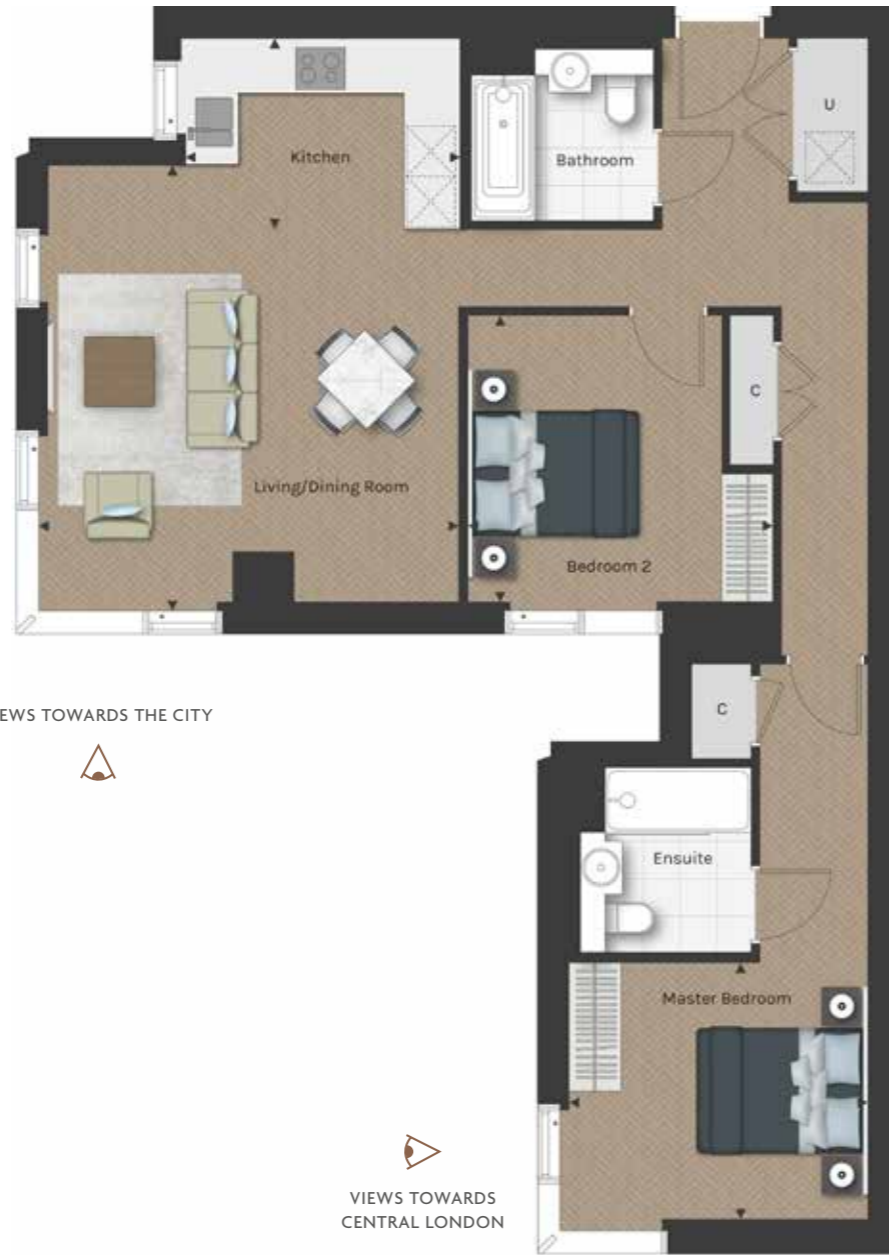 U
Kitchen
Bathroom
C
Living/Dining Room
Bedroom 2
C
EWS TOWARDS THE CITY
Ensuite
Master Bedroom
VIEWS TOWARDS
CENTRAL LONDON